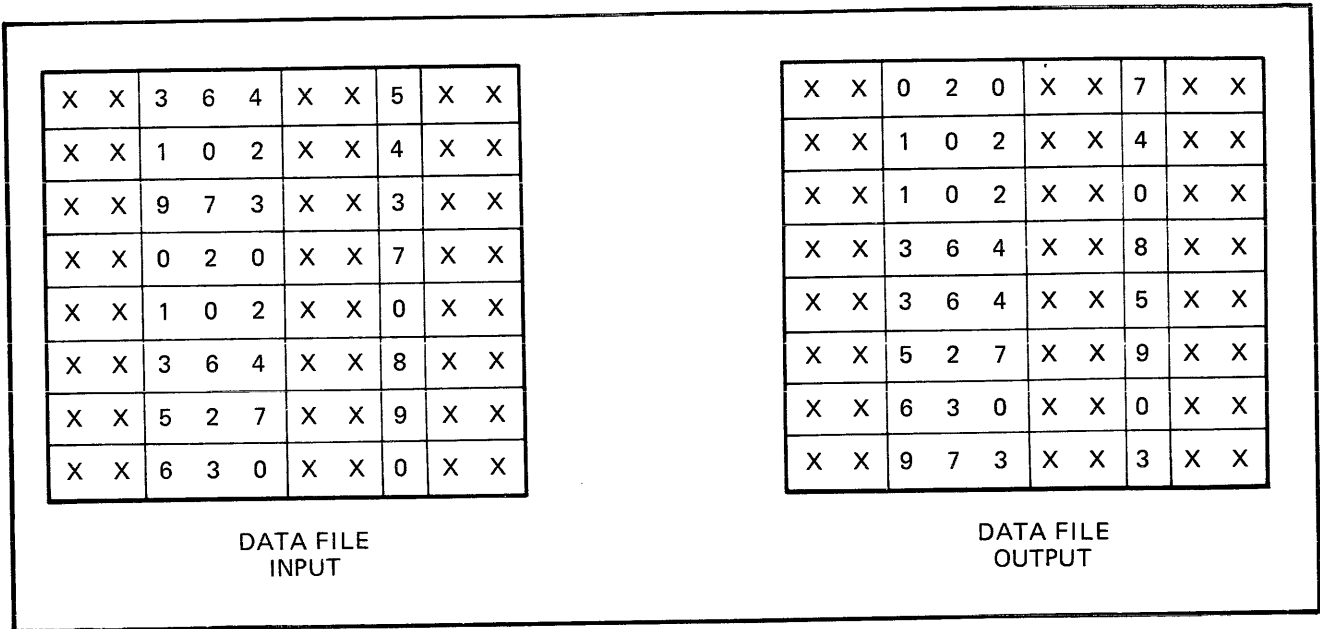 X X 3 6 4 X X 5 X X
X X 1 0 2 X X 4 X X
X X 9 7 3 X X 3 X X
X X 0 2 0 X X 7 X X
X X 1 0 2 X X 0 X X
X X 3 6 4 X X 8 X X
X X 5 2 7 X X 9 X X
X X 6 3 0 X X 0 X X
DATA FILE
INPUT
X X 0 2 0 X X 7 X X
X X 1 0 2 X X 4 X X
X X 1 0 2 X X 0 X X
X X 3 6 4 X X 8 X X
X X 3 6 4 X X 5 X X
X X 5 2 7 X X 9 X X
X X 6 3 0 X X 0 X X
X X 9 7 3 X X 3 X X
DATA FILE
OUTPUT